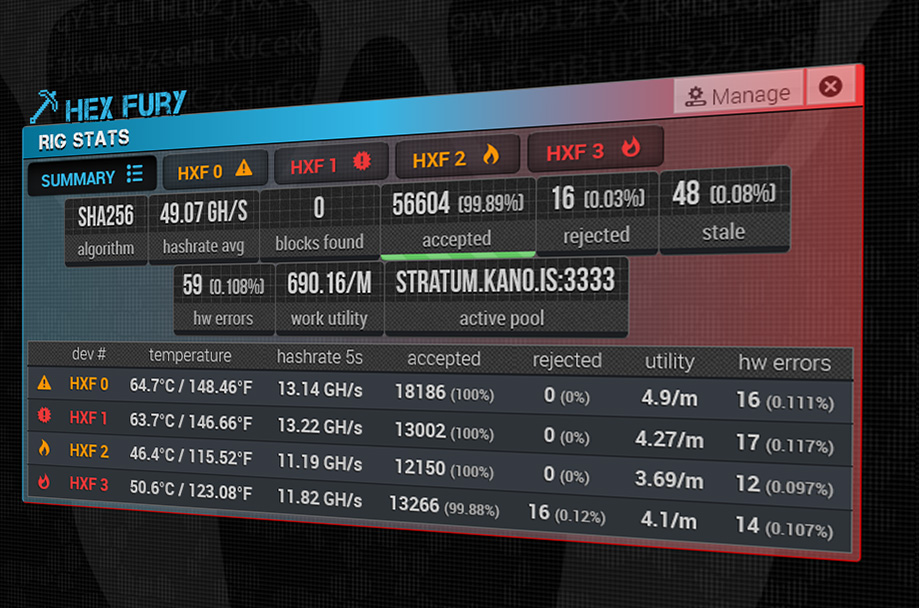 HEX FURY
Manage
RIG STATS
SUMMARY HXF 0 HXF 1 HXF 2 HXF 3
SHA256 49.07 GH/S 0 56604 (99.89%) 16 (0.03%) 48 (0.08%)
algorithm hashrate avg blocks found accepted rejected stale
59 (0.108%) 690.16/M STRATUM.KANO.IS:3333
hw errors work utility active pool
dev # temperature hashrate 5s accepted rejected utility hw errors
HXF 0 64.7°C / 148.46°F 13.14 GH/s 18186 (100%) 0 (0%) 4.9/m 16 (0.111%)
HXF 1 63.7°C / 146.66°F 13.22 GH/s 13002 (100%) 0 (0%) 4.27/m 17 (0.117%)
HXF 2 46.4°C / 115.52°F 11.19 GH/s 12150 (100%) 0 (0%) 3.69/m 12 (0.097%)
HXF 3 50.6°C / 123.08°F 11.82 GH/s 13266 (99.88%) 16 (0.12%) 4.1/m 14 (0.107%)